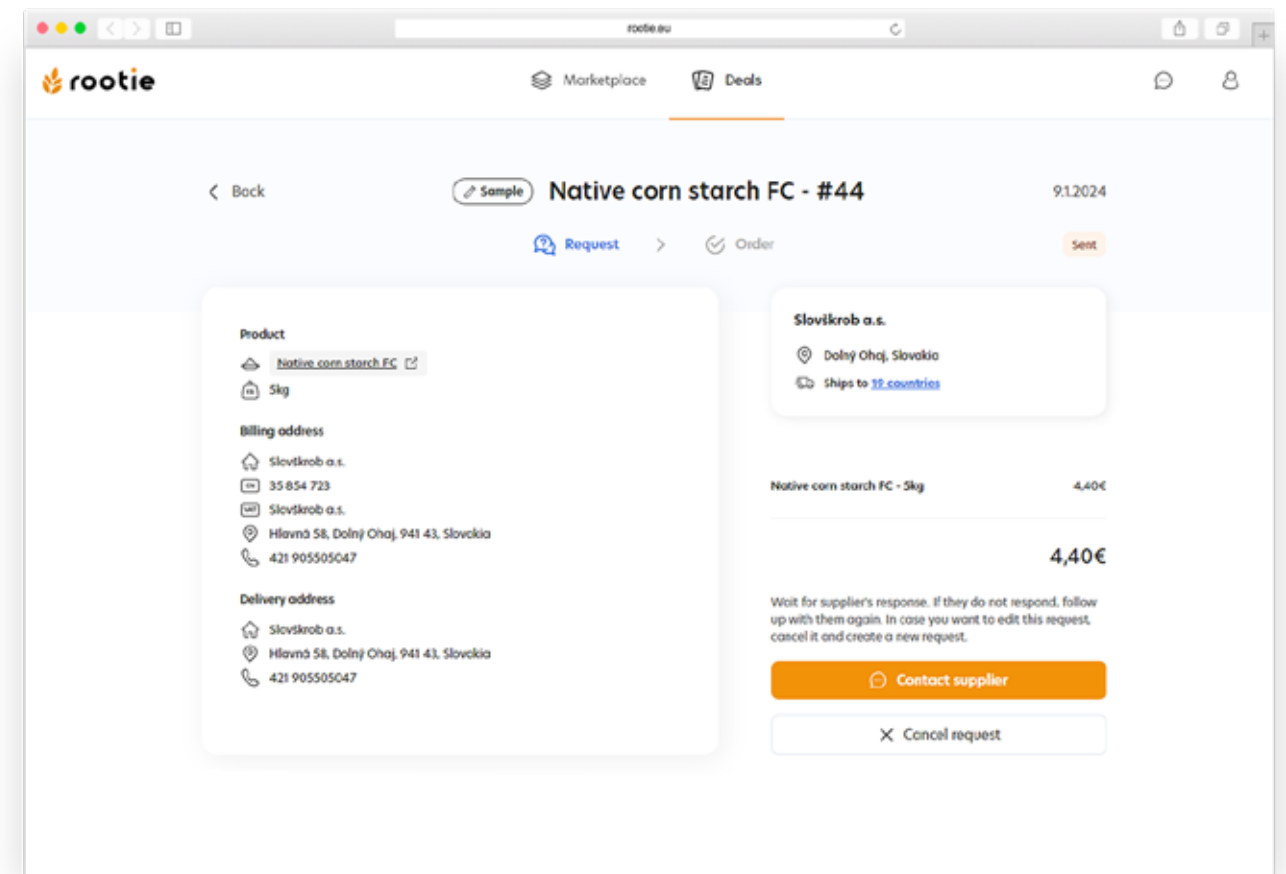 rootie.eu
rootie
Marketplace
Deals
Back
Sample
Native corn starch FC - #44
9.1.2024
Request
Order
Sent
Product
Native corn starch FC
5kg
Billing address
Slovškrob a.s.
35 854 723
VAT
Slovškrob a.s.
Hlavná 58, Dolný Ohaj, 941 43, Slovakia
421 905505047
Delivery address
Slovškrob a.s.
Hlavná 58, Dolný Ohaj, 941 43, Slovakia
421 905505047
Slovškrob a.s.
Dolný Ohaj, Slovakia
Ships to 19 countries
Native corn starch FC - 5kg
4,40€
4,40€
Wait for supplier's response. If they do not respond, follow
up with them again. In case you want to edit this request,
cancel it and create a new request.
Contact supplier
Cancel request